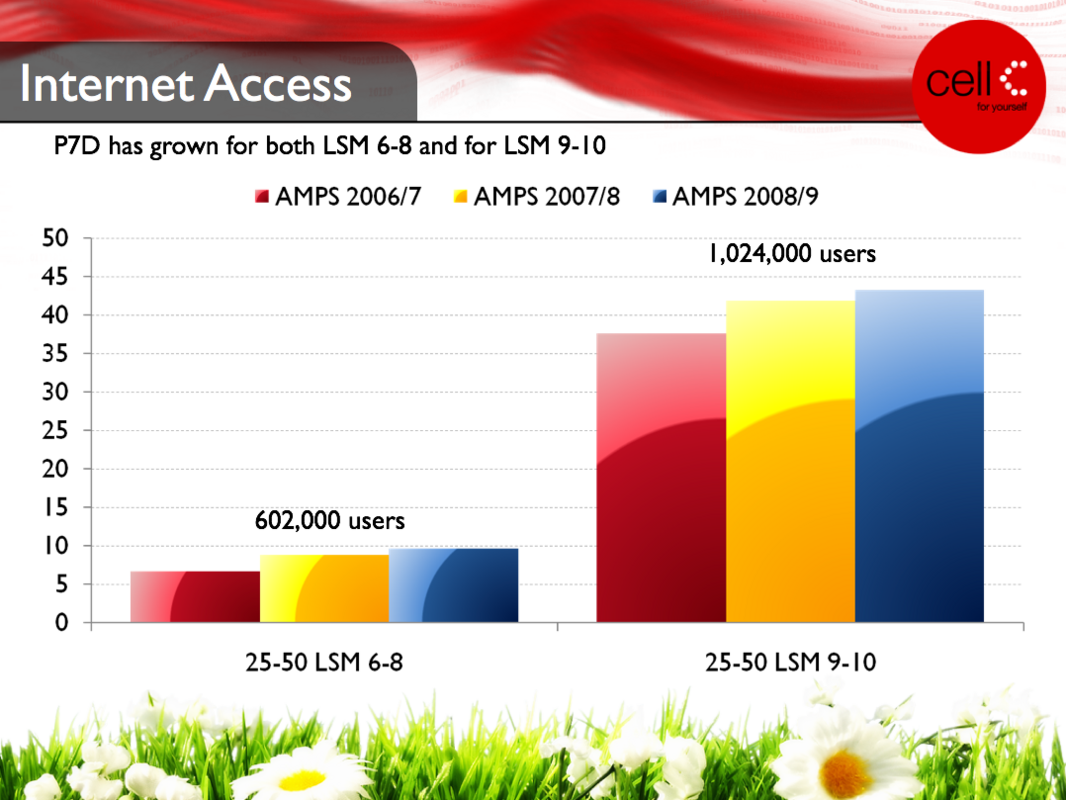 Internet Access
cell C
for yourself
P7D has grown for both LSM 6-8 and for LSM 9-10
AMPS 2006/7 AMPS 2007/8 AMPS 2008/9
50
45
40
35
30
25
20
15
10
5
0
1,024,000 users
602,000 users
25-50 LSM 6-8 25-50 LSM 9-10